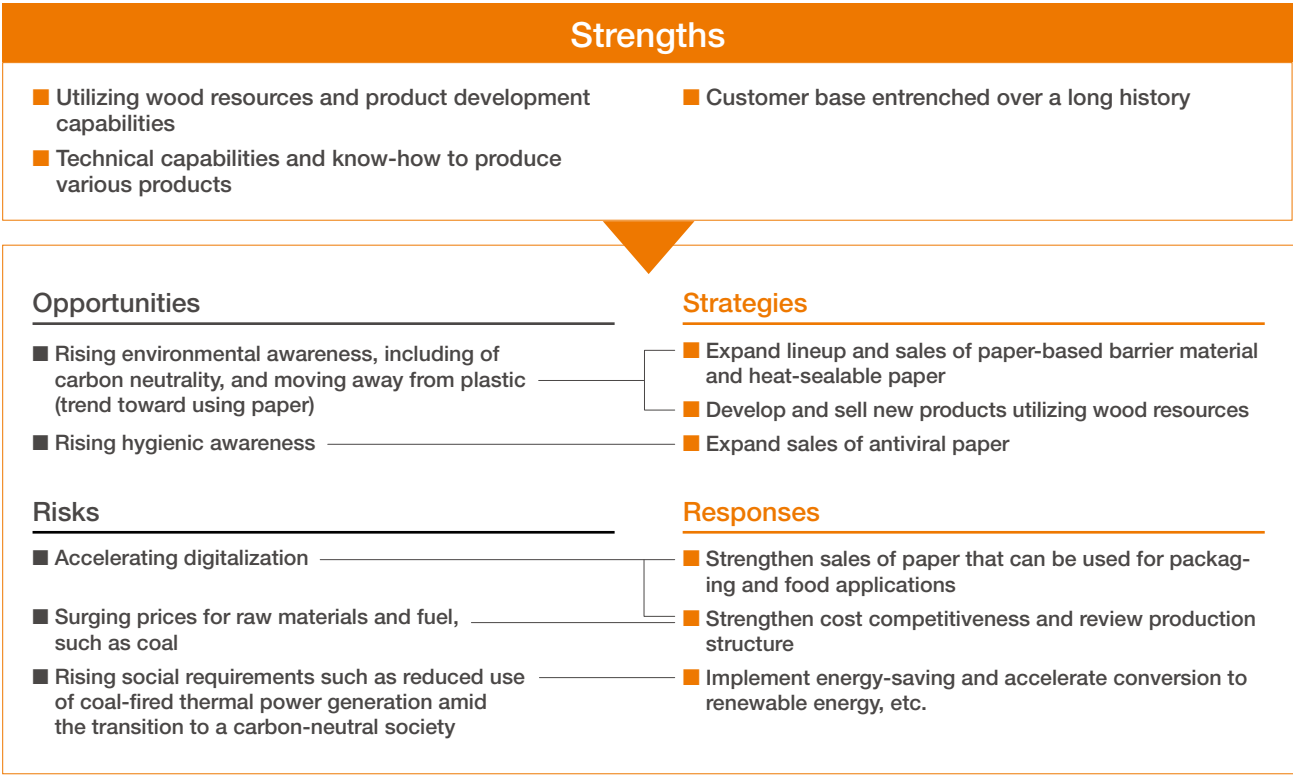 Strengths
■ Utilizing wood resources and product development
capabilities
■ Technical capabilities and know-how to produce
various products
■ Customer base entrenched over a long history
Opportunities
■ Rising environmental awareness, including of
carbon neutrality, and moving away from plastic
(trend toward using paper)
■ Rising hygienic awareness
Strategies
■ Expand lineup and sales of paper-based barrier material
and heat-sealable paper
■ Develop and sell new products utilizing wood resources
■ Expand sales of antiviral paper
Risks
■ Accelerating digitalization
■ Surging prices for raw materials and fuel,
such as coal
■ Rising social requirements such as reduced use
of coal-fired thermal power generation amid
the transition to a carbon-neutral society
Responses
■ Strengthen sales of paper that can be used for packag-
ing and food applications
■ Strengthen cost competitiveness and review production
structure
■ Implement energy-saving and accelerate conversion to
renewable energy, etc.